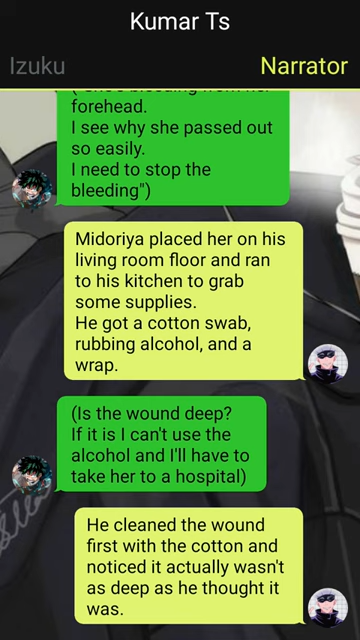 Kumar Ts
Izuku
Narrator
forehead.
I see why she passed out
so easily.
I need to stop the
bleeding")
Midoriya placed her on his
living room floor and ran
to his kitchen to grab
some supplies.
He got a cotton swab,
rubbing alcohol, and a
wrap.
(Is the wound deep?
If it is I can't use the
alcohol and I'll have to
take her to a hospital)
He cleaned the wound
first with the cotton and
noticed it actually wasn't
as deep as he thought it
was.